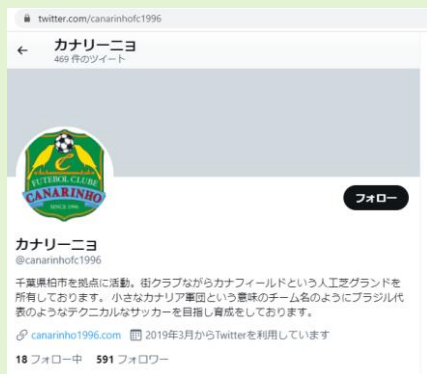 twitter.com/canarinhofc1996
カナリーニョ
469 件のツイート
FUTEBOL CLUBE
CANARINHO
SINCE 1996
フォロー
カナリーニョ
@canarinhofc1996
千葉県柏市を拠点に活動。街クラブながらカナフィールドという人工芝グランドを
所有しております。 小さなカナリア軍団という意味のチーム名のようにブラジル代
表のようなテクニカルなサッカーを目指し育成をしております。
canarinho1996.com 2019年3月からTwitterを利用しています
18 フォロー中 591 フォロワー